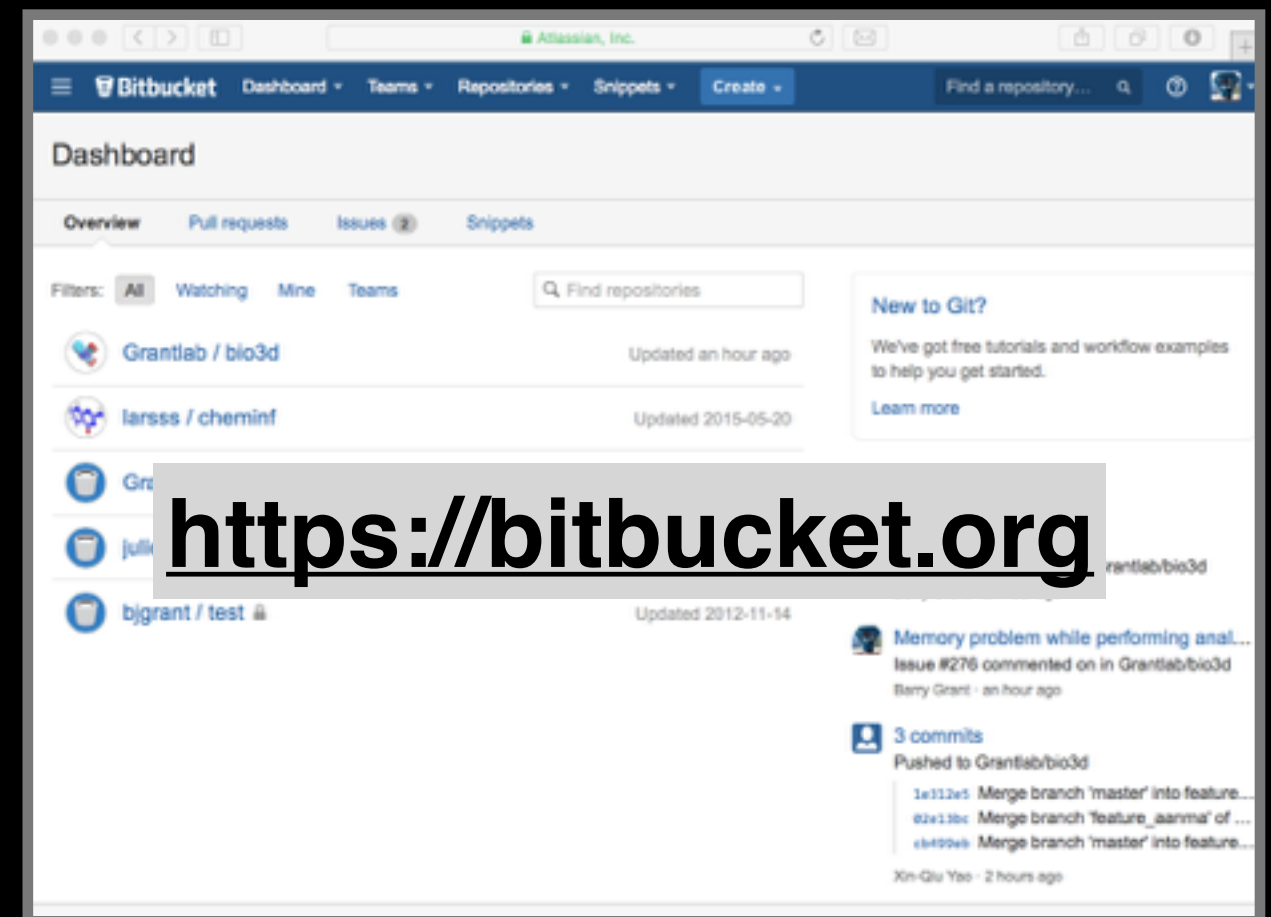 Atlassian, Inc.
Bitbucket Dashboard Teams Repositories Snippets Create Find a repository...
Dashboard
Overview Pull requests Issues 2 Snippets
Filters: All Watching Mine Teams Find repositories
Grantlab / bio3d Updated an hour ago
larsss / cheminf Updated 2015-05-20
https://bitbucket.org
bjgrant / test Updated 2012-11-14
New to Git?
We've got free tutorials and workflow examples
to help you get started.
Learn more
Memory problem while performing anal...
Issue #276 commented on in Grantlab/bio3d
Barry Grant · an hour ago
3 commits
Pushed to Grantlab/bio3d
1e312e5 Merge branch 'master' into feature...
02e13bc Merge branch 'feature_aanma' of ...
cb499eb Merge branch 'master' into feature...
Xin-Qiu Yao · 2 hours ago